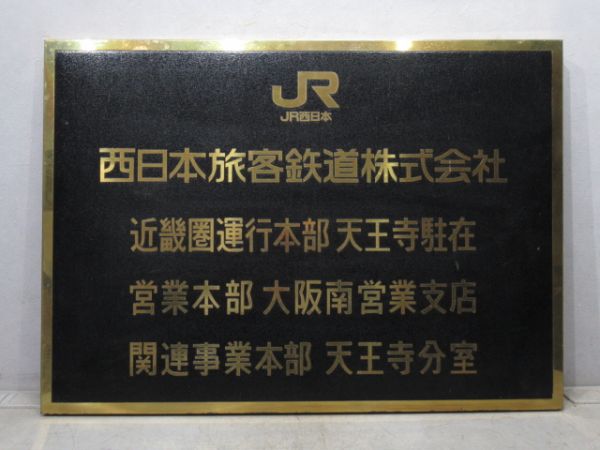 JR
JR西日本
西日本旅客鉄道株式会社
近畿圏運行本部 天王寺駐在
営業本部 大阪南営業支店
関連事業本部 天王寺分室